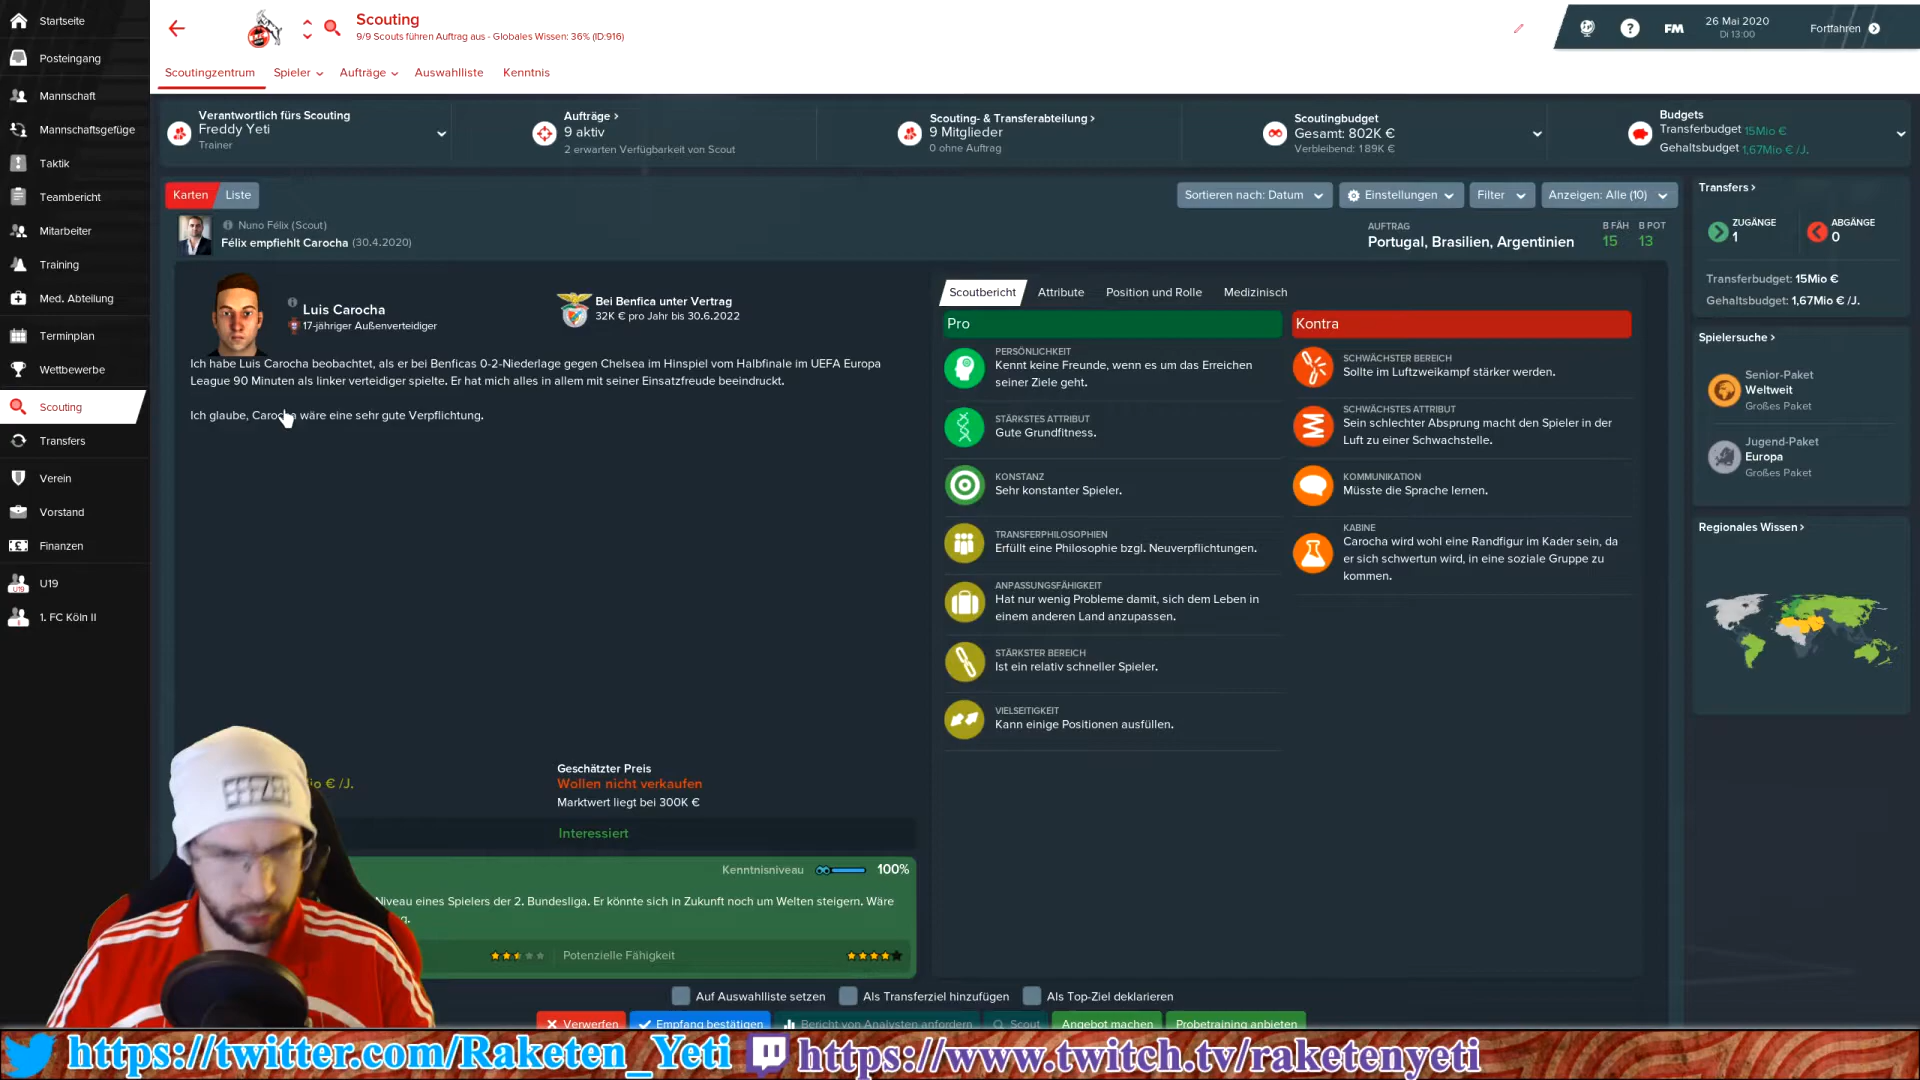 Startseite
Posteingang
Mannschaft
Mannschaftsgefüge
Taktik
Teambericht
Mitarbeiter
Training
Med. Abteilung
Terminplan
Wettbewerbe
Scouting
Transfers
Verein
Vorstand
Finanzen
U19
1. FC Köln II
Scouting
9/9 Scouts führen Auftrag aus - Globales Wissen: 36% (ID:916)
FM
26 Mai 2020
Di 13:00
Fortfahren
Scoutingzentrum
Spieler
Aufträge
Auswahlliste
Kenntnis
Verantwortlich fürs Scouting
Freddy Yeti
Trainer
Aufträge >
9 aktiv
2 erwarten Verfügbarkeit von Scout
Scouting- & Transferabteilung >
9 Mitglieder
0 ohne Auftrag
Scoutingbudget
Gesamt: 802K €
Verbleibend: 189K €
Budgets
Transferbudget 15Mio €
Gehaltsbudget 1,67Mio € /J.
Karten
Liste
Sortieren nach: Datum
Einstellungen
Filter
Anzeigen: Alle (10)
Nuno Félix (Scout)
Félix empfiehlt Carocha (30.4.2020)
AUFTRAG
Portugal, Brasilien, Argentinien
B FÄH
15
B POT
13
Luis Carocha
17-jähriger Außenverteidiger
Bei Benfica unter Vertrag
32K € pro Jahr bis 30.6.2022
Ich habe Luis Carocha beobachtet, als er bei Benficas 0-2-Niederlage gegen Chelsea im Hinspiel vom Halbfinale im UEFA Europa
League 90 Minuten als linker verteidiger spielte. Er hat mich alles in allem mit seiner Einsatzfreude beeindruckt.
Ich glaube, Carocha wäre eine sehr gute Verpflichtung.
io € /J.
Geschätzter Preis
Wollen nicht verkaufen
Marktwert liegt bei 300K €
Interessiert
Kenntnisniveau
100%
Niveau eines Spielers der 2. Bundesliga. Er könnte sich in Zukunft noch um Welten steigern. Wäre
g.
Potenzielle Fähigkeit
Scoutbericht
Attribute
Position und Rolle
Medizinisch
Pro
PERSÖNLICHKEIT
Kennt keine Freunde, wenn es um das Erreichen
seiner Ziele geht.
STÄRKSTES ATTRIBUT
Gute Grundfitness.
KONSTANZ
Sehr konstanter Spieler.
TRANSFERPHILOSOPHIEN
Erfüllt eine Philosophie bzgl. Neuverpflichtungen.
ANPASSUNGSFÄHIGKEIT
Hat nur wenig Probleme damit, sich dem Leben in
einem anderen Land anzupassen.
STÄRKSTER BEREICH
Ist ein relativ schneller Spieler.
VIELSEITIGKEIT
Kann einige Positionen ausfüllen.
Kontra
SCHWÄCHSTER BEREICH
Sollte im Luftzweikampf stärker werden.
SCHWÄCHSTES ATTRIBUT
Sein schlechter Absprung macht den Spieler in der
Luft zu einer Schwachstelle.
KOMMUNIKATION
Müsste die Sprache lernen.
KABINE
Carocha wird wohl eine Randfigur im Kader sein, da
er sich schwertun wird, in eine soziale Gruppe zu
kommen.
Transfers >
ZUGÄNGE
1
ABGÄNGE
0
Transferbudget: 15Mio €
Gehaltsbudget: 1,67Mio € /J.
Spielersuche >
Senior-Paket
Weltweit
Großes Paket
Jugend-Paket
Europa
Großes Paket
Regionales Wissen >
Auf Auswahlliste setzen
Als Transferziel hinzufügen
Als Top-Ziel deklarieren
Verwerfen
Empfang bestätigen
Bericht von Analysten anfordern
Scout
Angebot machen
Probetraining anbieten
https://twitter.com/Raketen_Yeti
https://www.twitch.tv/raketenyeti